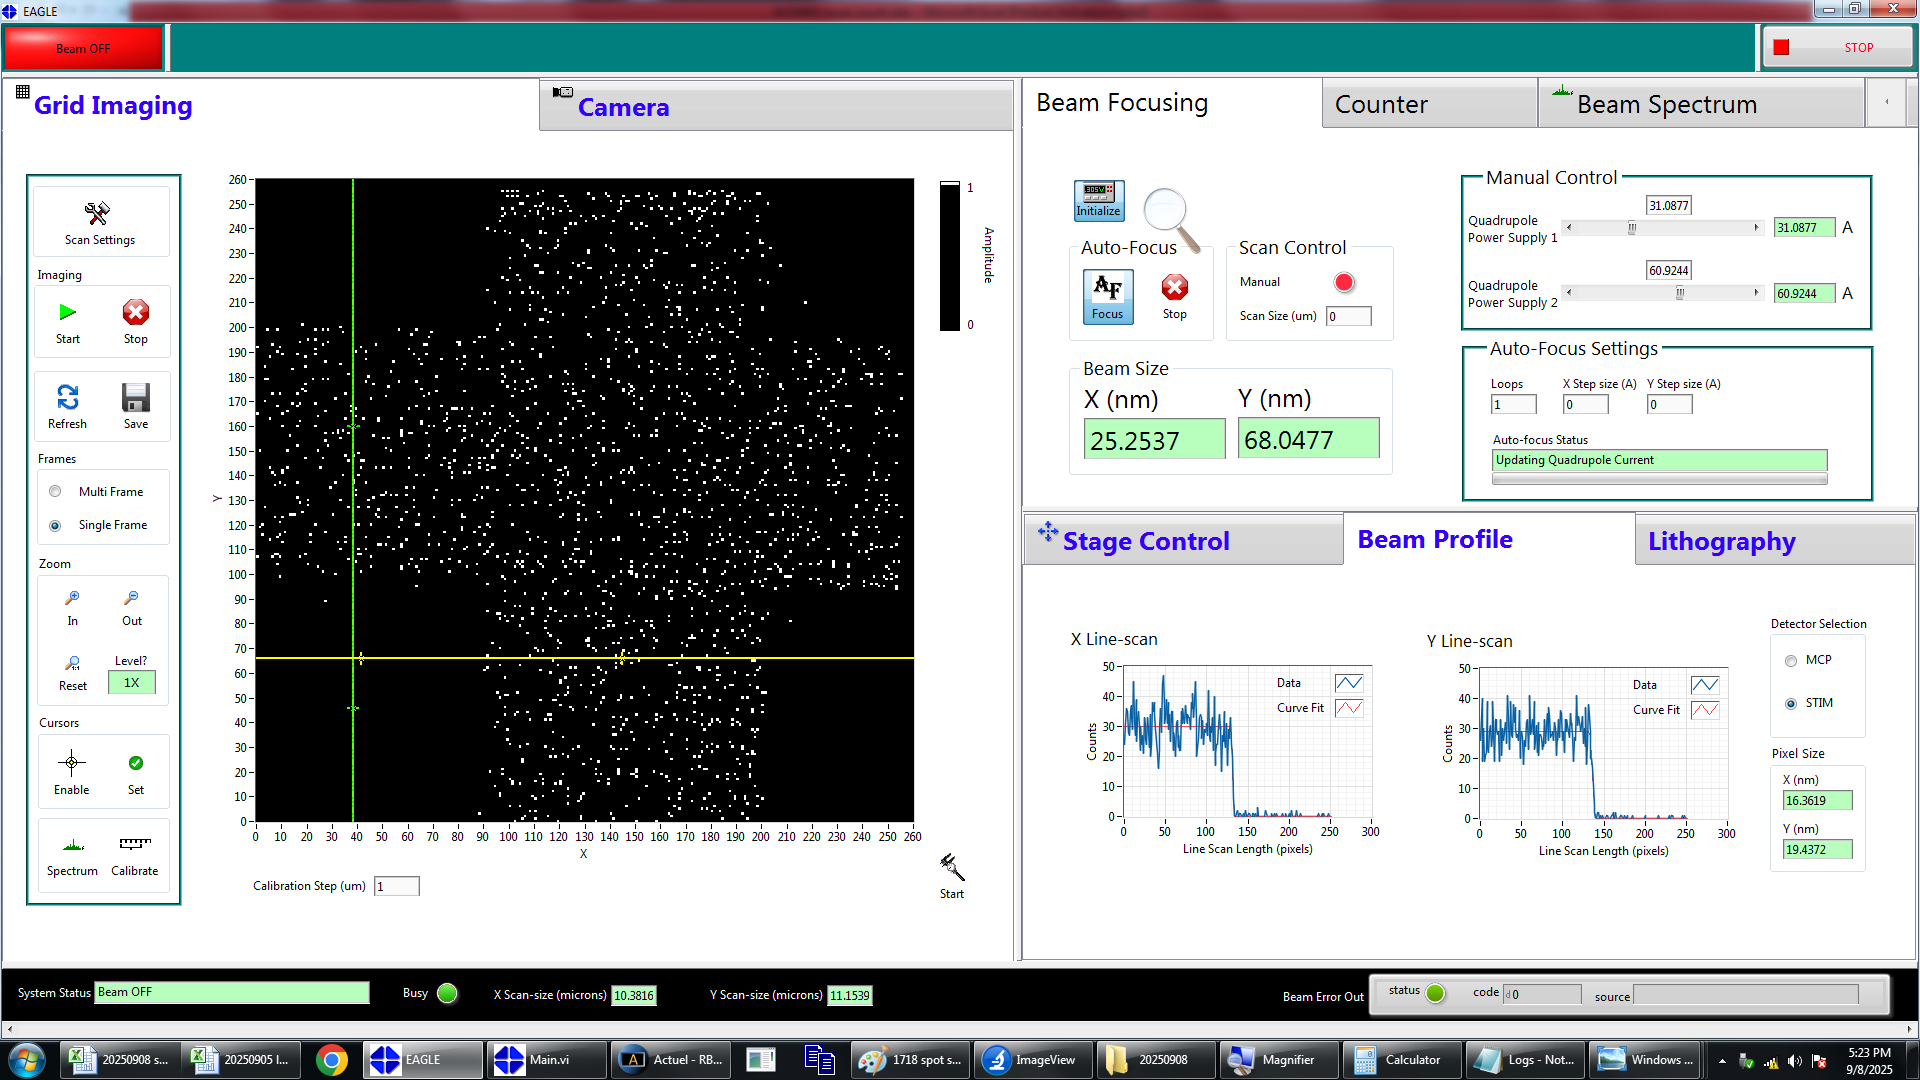 EAGLE
Beam OFF
STOP
Grid Imaging
Camera
Beam Focusing
Counter
Beam Spectrum
Scan Settings
Imaging
Start
Stop
Refresh
Save
Frames
Multi Frame
Single Frame
Zoom
In
Out
Reset
Level?
1X
Cursors
Enable
Set
Spectrum
Calibrate
260
250
240
230
220
210
200
190
180
170
160
150
140
130
120
110
100
90
80
70
60
50
40
30
20
10
0
Y
0 10 20 30 40 50 60 70 80 90 100 110 120 130 140 150 160 170 180 190 200 210 220 230 240 250 260
X
1
0
Amplitude
Calibration Step (um) 1
Start
Initialize
Auto-Focus
AF
Focus
Stop
Scan Control
Manual
Scan Size (um) 0
Beam Size
X (nm)
Y (nm)
25.2537
68.0477
Manual Control
31.0877
Quadrupole
Power Supply 1
31.0877 A
60.9244
Quadrupole
Power Supply 2
60.9244 A
Auto-Focus Settings
Loops
X Step size (A)
Y Step size (A)
1
0
0
Auto-focus Status
Updating Quadrupole Current
Stage Control
Beam Profile
Lithography
X Line-scan
Data
Curve Fit
50
40
30
20
10
0
Counts
0 50 100 150 200 250 300
Line Scan Length (pixels)
Y Line-scan
Data
Curve Fit
50
40
30
20
10
0
Counts
0 50 100 150 200 250 300
Line Scan Length (pixels)
Detector Selection
MCP
STIM
Pixel Size
X (nm)
16.3619
Y (nm)
19.4372
System Status Beam OFF
Busy
X Scan-size (microns) 10.3816
Y Scan-size (microns) 11.1539
Beam Error Out
status
code d0
source
20250908 s...
20250905 l...
EAGLE
Main.vi
Actuel - RB...
1718 spot s...
ImageView
20250908
Magnifier
Calculator
Logs - Not...
Windows ...
5:23 PM
9/8/2025